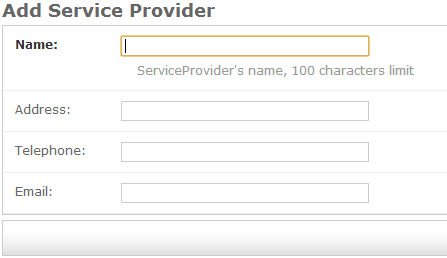 Add Service Provider
Name:
ServiceProvider's name, 100 characters limit
Address:
Telephone:
Email: